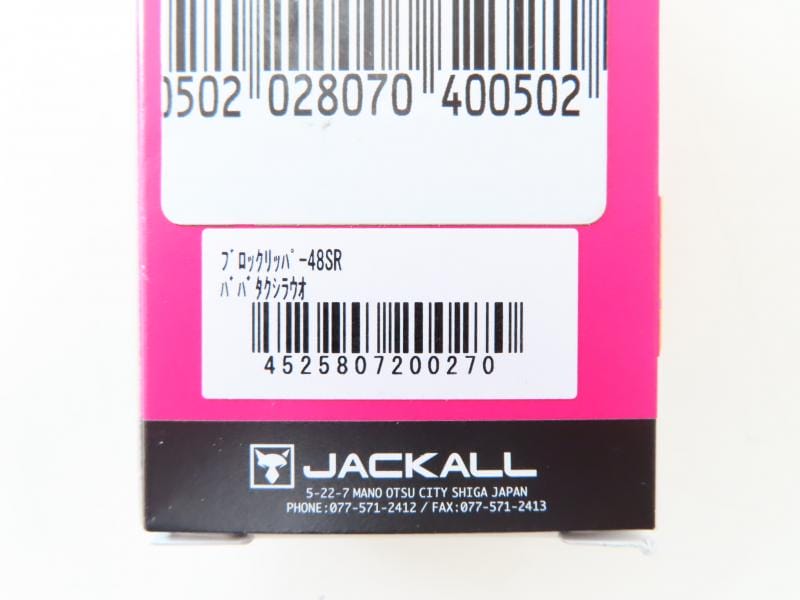 0502 028070 400502
ﾌﾞﾛｯｸﾘｯﾊﾟｰ48SR
ﾊﾞﾊﾞﾀｸｼﾗｳｵ
4525807200270
JACKALL
5-22-7 MANO OTSU CITY SHIGA JAPAN
PHONE:077-571-2412 / FAX:077-571-2413